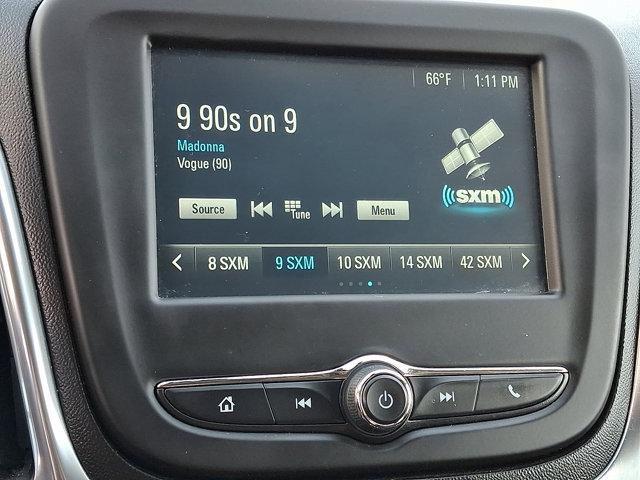 66°F 1:11 PM
9 90s on 9
Madonna
Vogue (90)
((sxm))
Source Tune Menu
8 SXM 9 SXM 10 SXM 14 SXM 42 SXM